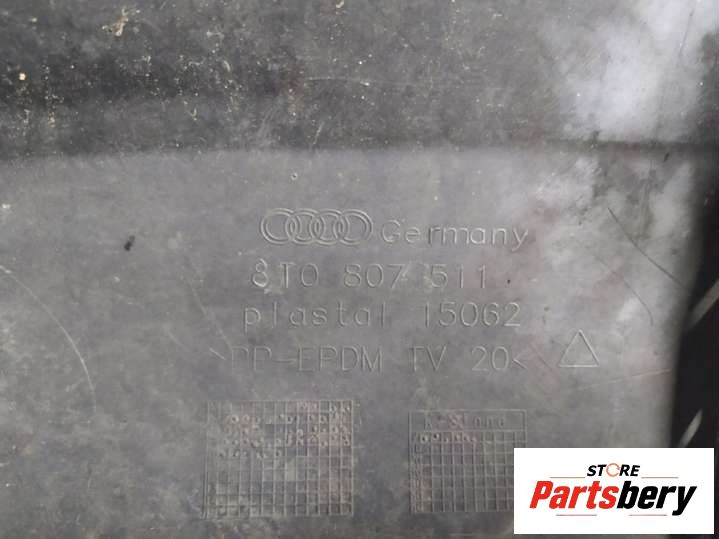 Germany
8T0 807 511
plastal 15062
>PP-EPDM TV 20<
STORE
Partsbery